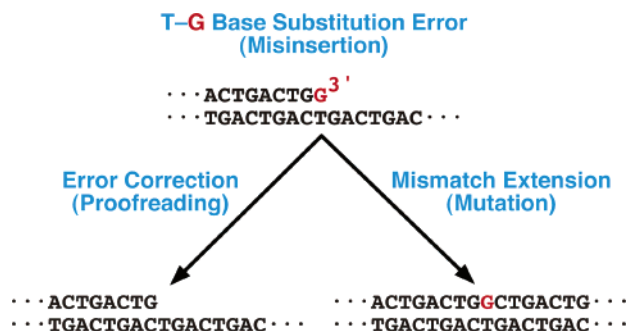 T–G Base Substitution Error
(Misinsertion)
···ACTGACTGG3'
···TGACTGACTGACTGAC···
Error Correction
(Proofreading)
Mismatch Extension
(Mutation)
···ACTGACTG
···TGACTGACTGACTGAC···
···ACTGACTGGCTGACTG···
···TGACTGACTGACTGAC···